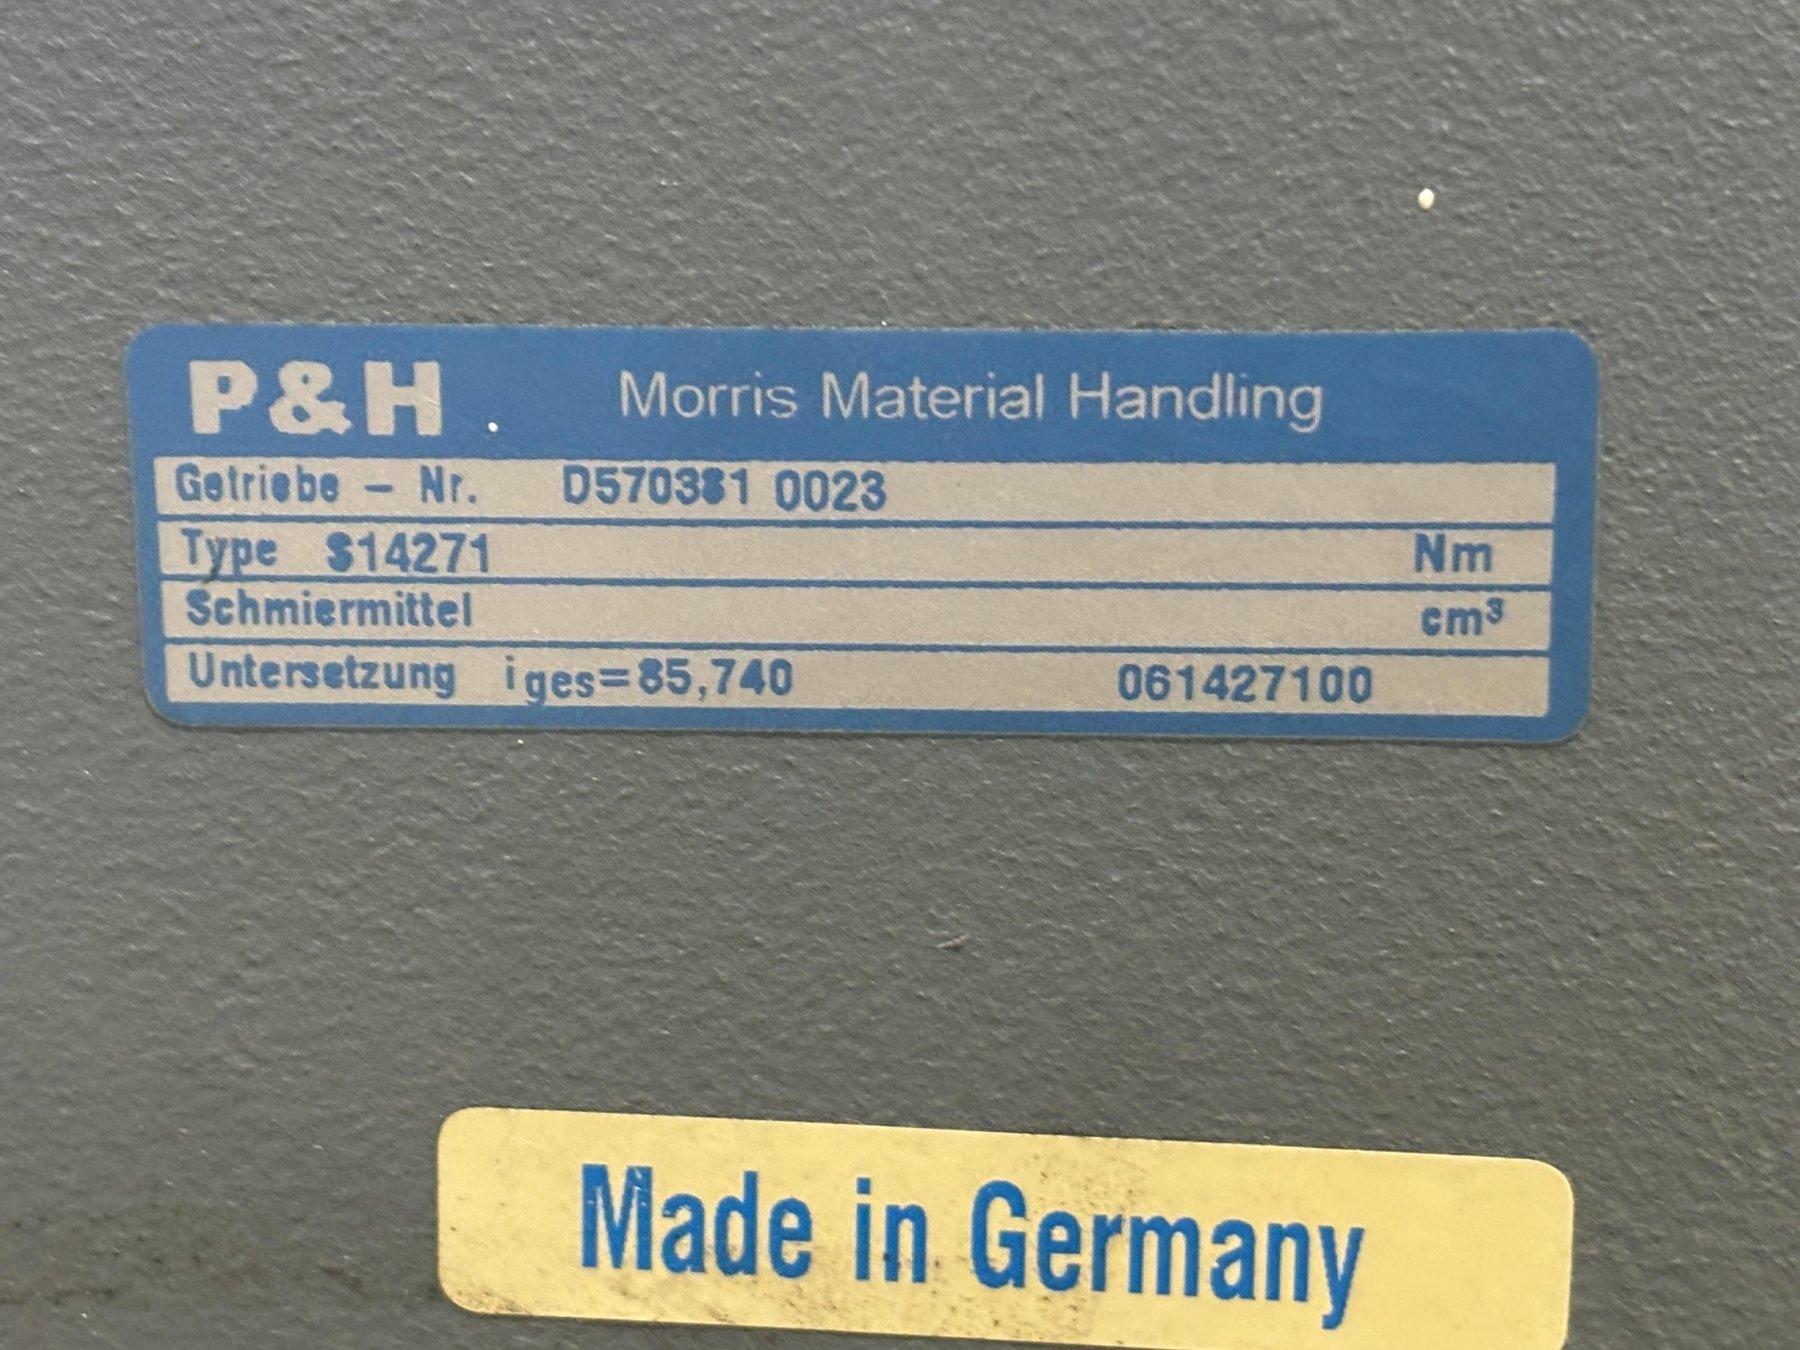 P&H Morris Material Handling
Getriebe – Nr. D570381 0023
Type S14271 Nm
Schmiermittel cm³
Untersetzung i ges=85,740 061427100
Made in Germany